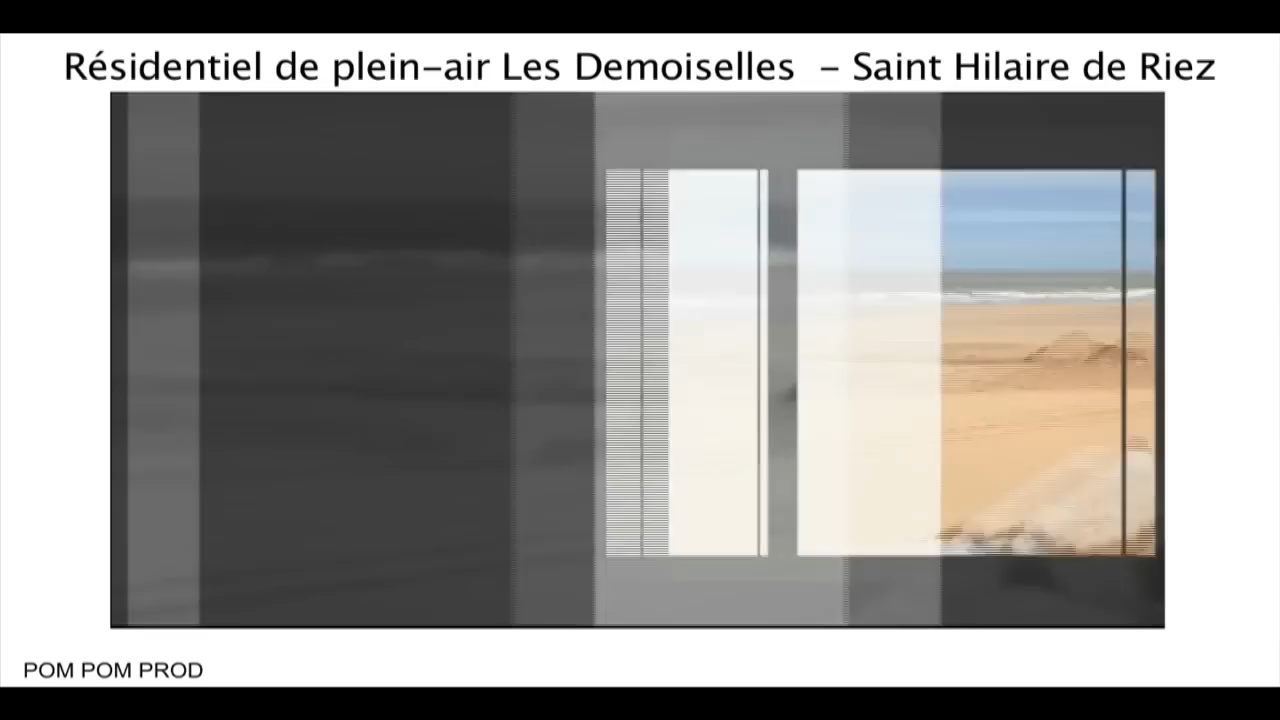 Résidentiel de plein-air Les Demoiselles - Saint Hilaire de Riez
POM POM PROD